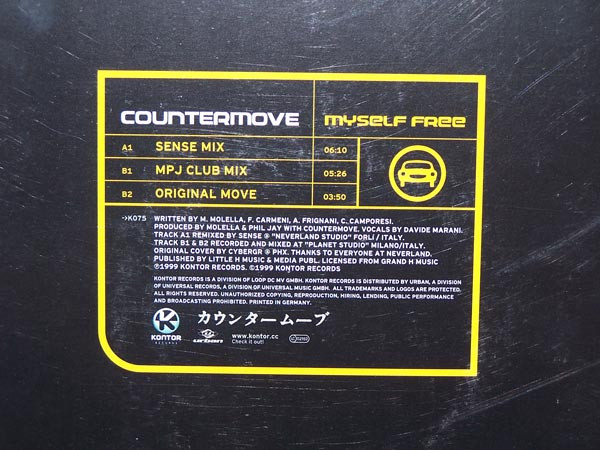 COUNTERMOVE
MYSELF FREE
A1 SENSE MIX 06:10
B1 MPJ CLUB MIX 05:26
B2 ORIGINAL MOVE 03:50
->K075 WRITTEN BY M. MOLELLA, F. CARMENI, A. FRIGNANI, C. CAMPORESI.
PRODUCED BY MOLELLA & PHIL JAY WITH COUNTERMOVE. VOCALS BY DAVIDE MARANI.
TRACK A1 REMIXED BY SENSE @ "NEVERLAND STUDIO" FORLÍ / ITALY.
TRACK B1 & B2 RECORDED AND MIXED AT "PLANET STUDIO" MILANO/ITALY.
ORIGINAL COVER BY CYBERGR @ PHX. THANKS TO EVERYONE AT NEVERLAND.
PUBLISHED BY LITTLE H MUSIC & MEDIA PUBL. LICENSED FROM GRAND H MUSIC
℗1999 KONTOR RECORDS. ©1999 KONTOR RECORDS
KONTOR RECORDS IS A DIVISION OF LOOP DC MV GMBH. KONTOR RECORDS IS DISTRIBUTED BY URBAN, A DIVISION
OF UNIVERSAL RECORDS, A DIVISION OF UNIVERSAL MUSIC GMBH. ALL TRADEMARKS AND LOGOS ARE PROTECTED.
ALL RIGHTS RESERVED. UNAUTHORIZED COPYING, REPRODUCTION, HIRING, LENDING, PUBLIC PERFORMANCE
AND BROADCASTING PROHIBITED. PRINTED IN GERMANY.
カウンタームーブ
KONTOR
RECORDS
urban
www.kontor.cc
Check it out!